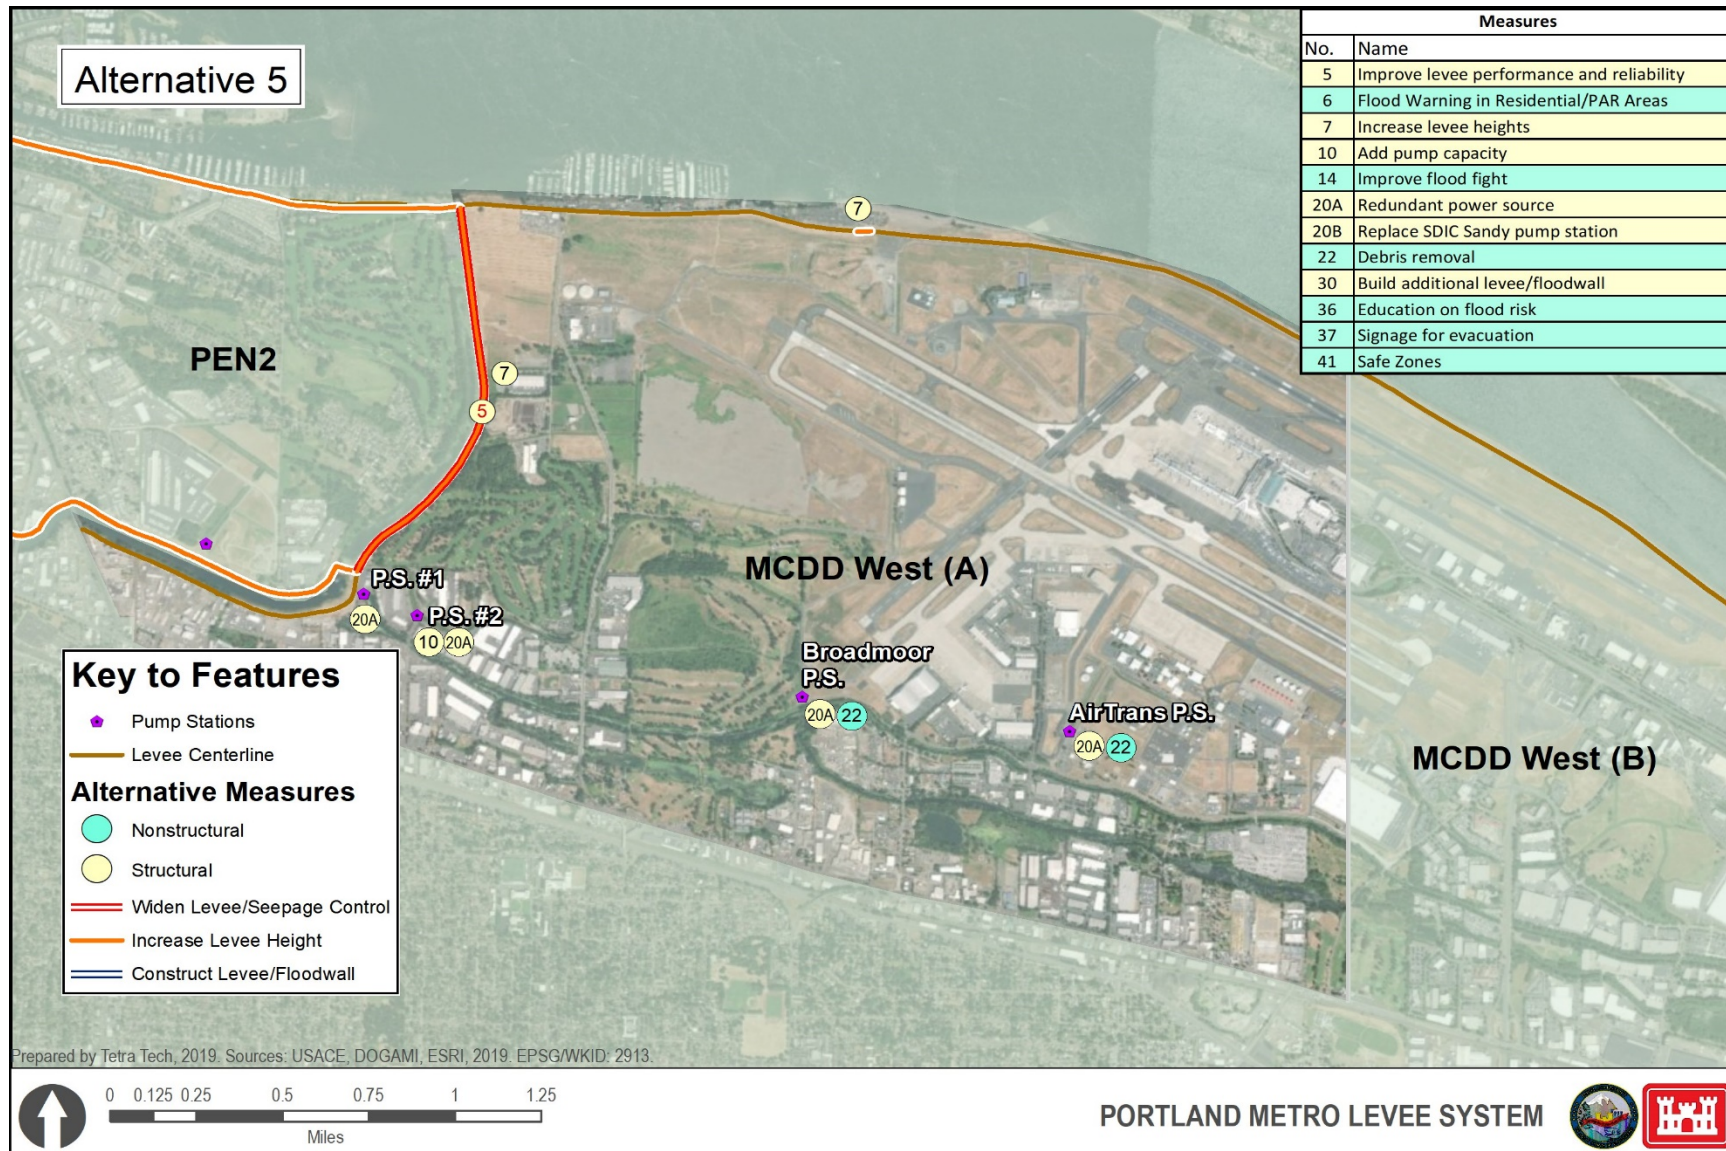 Alternative 5
Measures
No. Name
5 Improve levee performance and reliability
6 Flood Warning in Residential/PAR Areas
7 Increase levee heights
10 Add pump capacity
14 Improve flood fight
20A Redundant power source
20B Replace SDIC Sandy pump station
22 Debris removal
30 Build additional levee/floodwall
36 Education on flood risk
37 Signage for evacuation
41 Safe Zones
7
PEN2
7
5
MCDD West (A)
P.S. #1
20A
P.S. #2
10 20A
Broadmoor
P.S.
20A 22
AirTrans P.S.
20A 22
MCDD West (B)
Key to Features
Pump Stations
Levee Centerline
Alternative Measures
Nonstructural
Structural
Widen Levee/Seepage Control
Increase Levee Height
Construct Levee/Floodwall
Prepared by Tetra Tech, 2019. Sources: USACE, DOGAMI, ESRI, 2019. EPSG/WKID: 2913.
0 0.125 0.25 0.5 0.75 1 1.25
Miles
PORTLAND METRO LEVEE SYSTEM